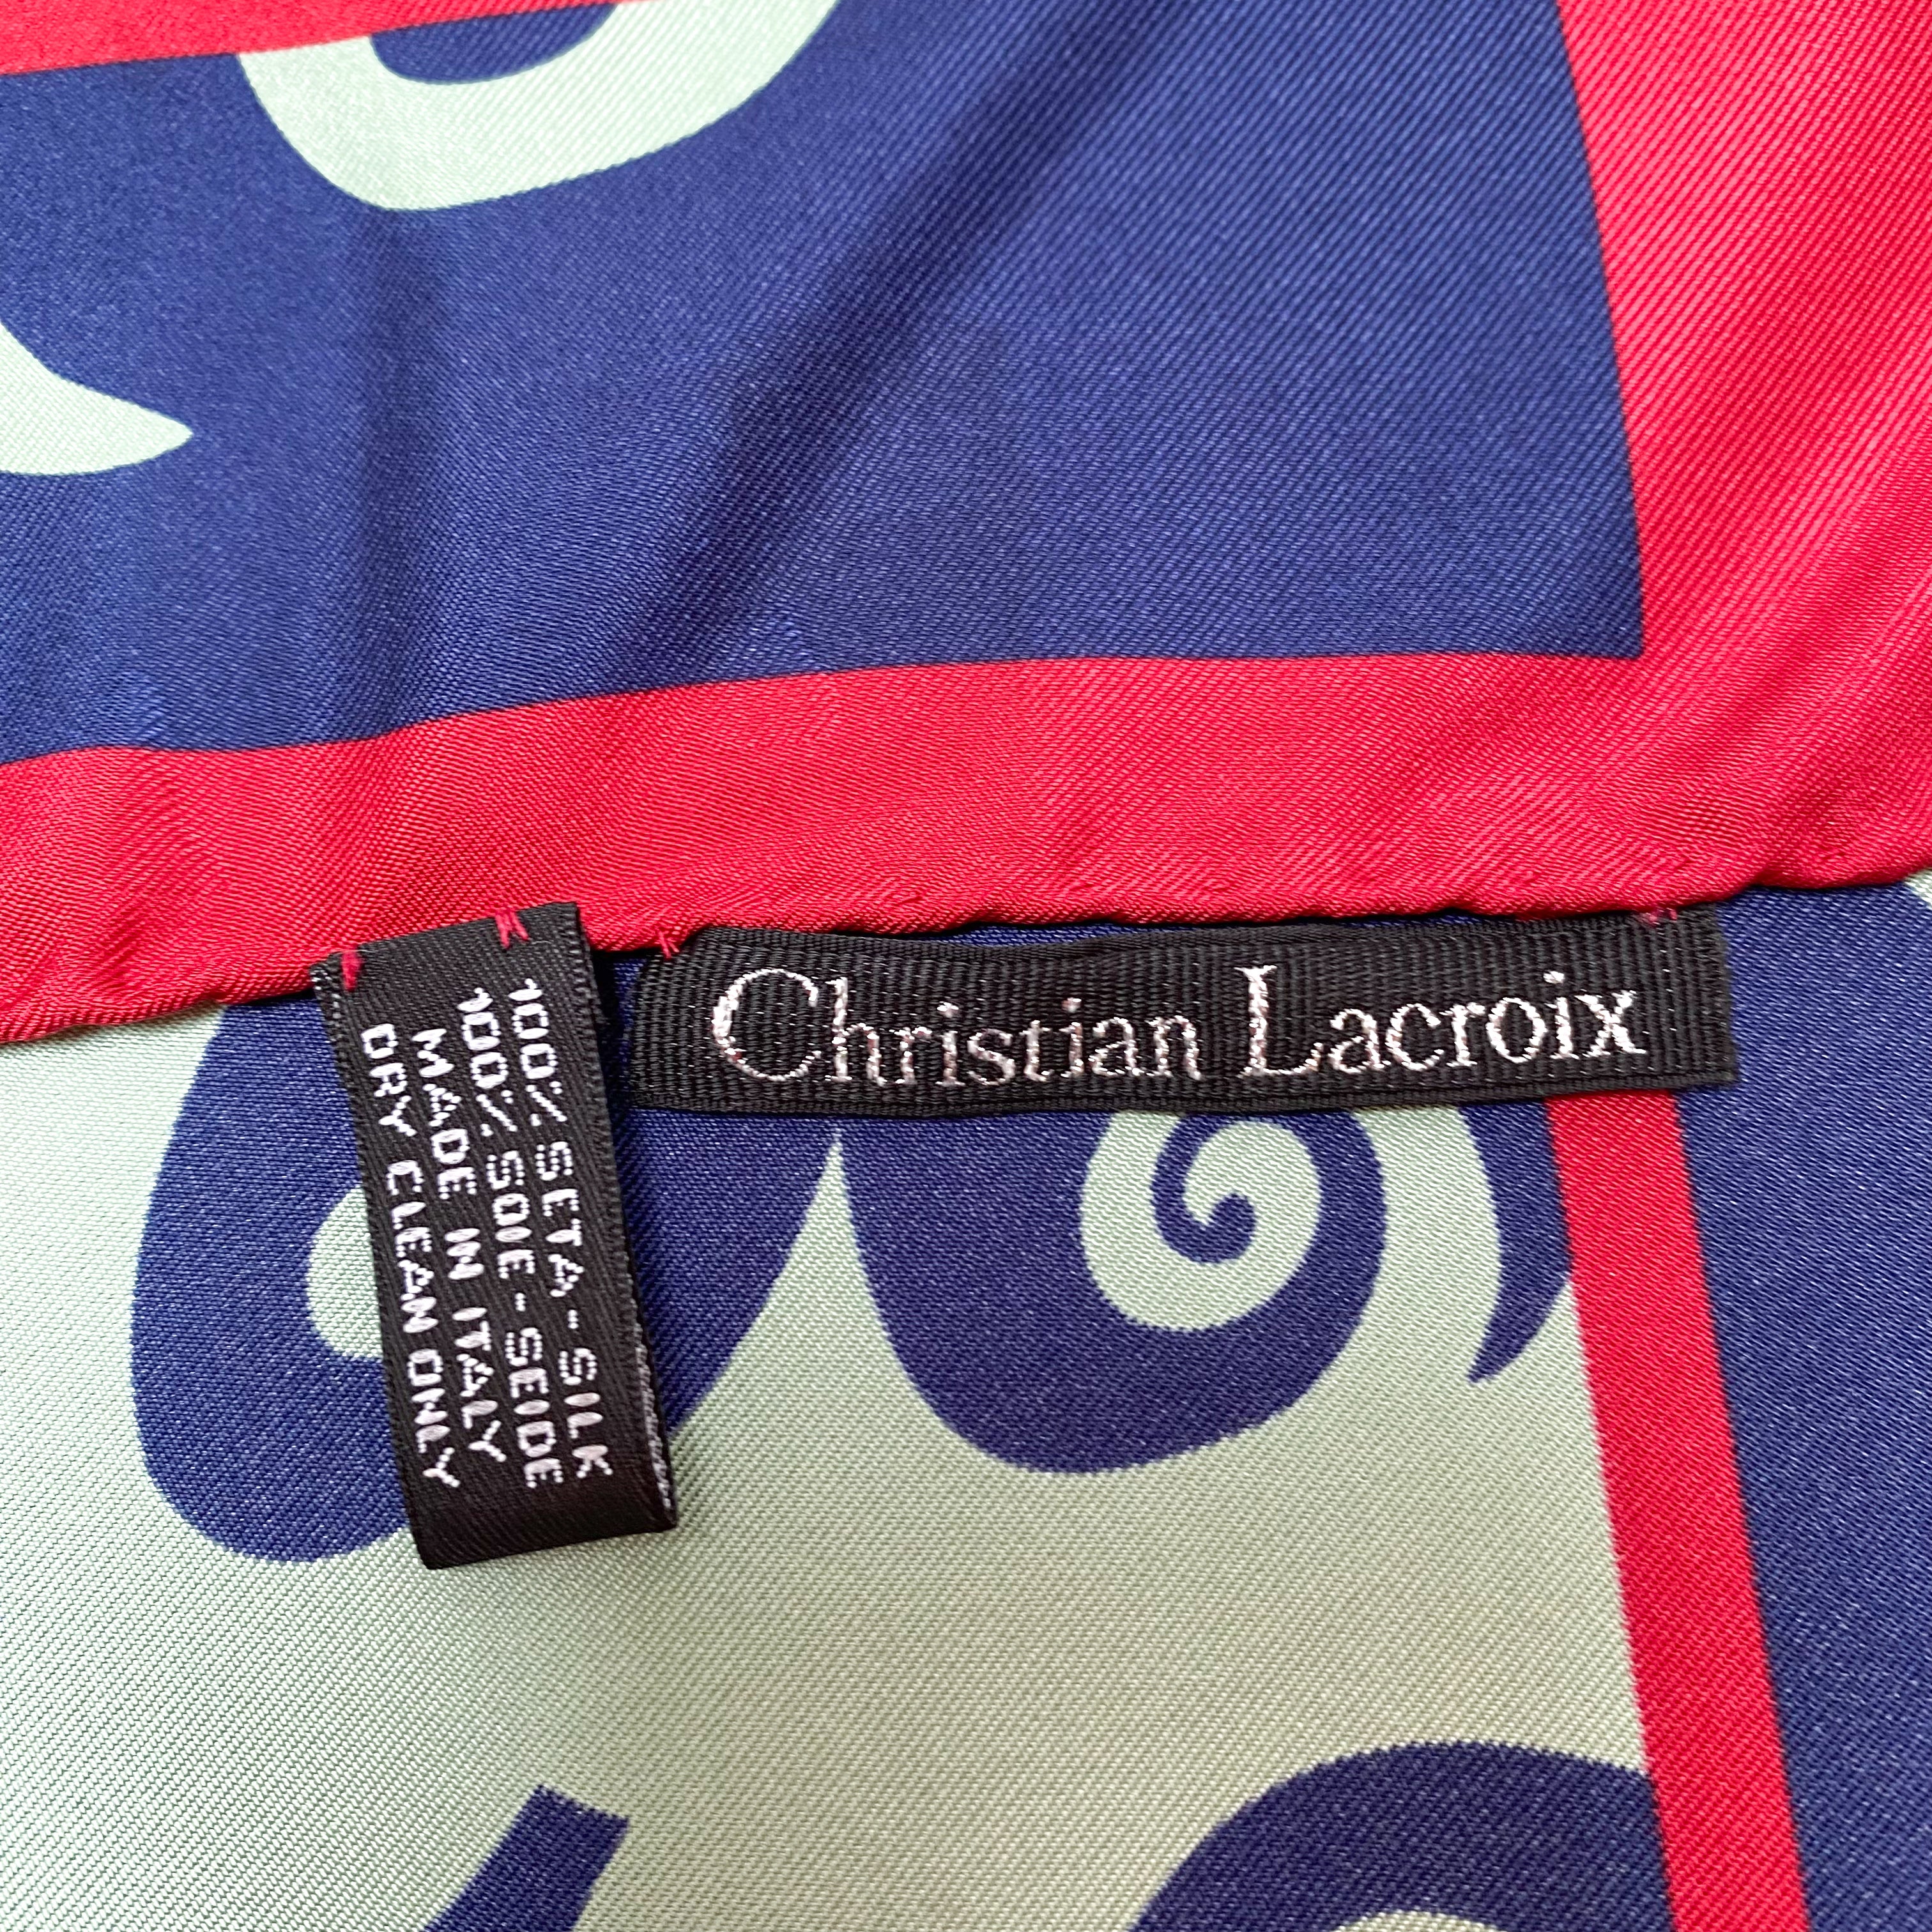 Christian Lacroix
100% SETA - SILK
100% SOIE - SEIDE
MADE IN ITALY
DRY CLEAN ONLY